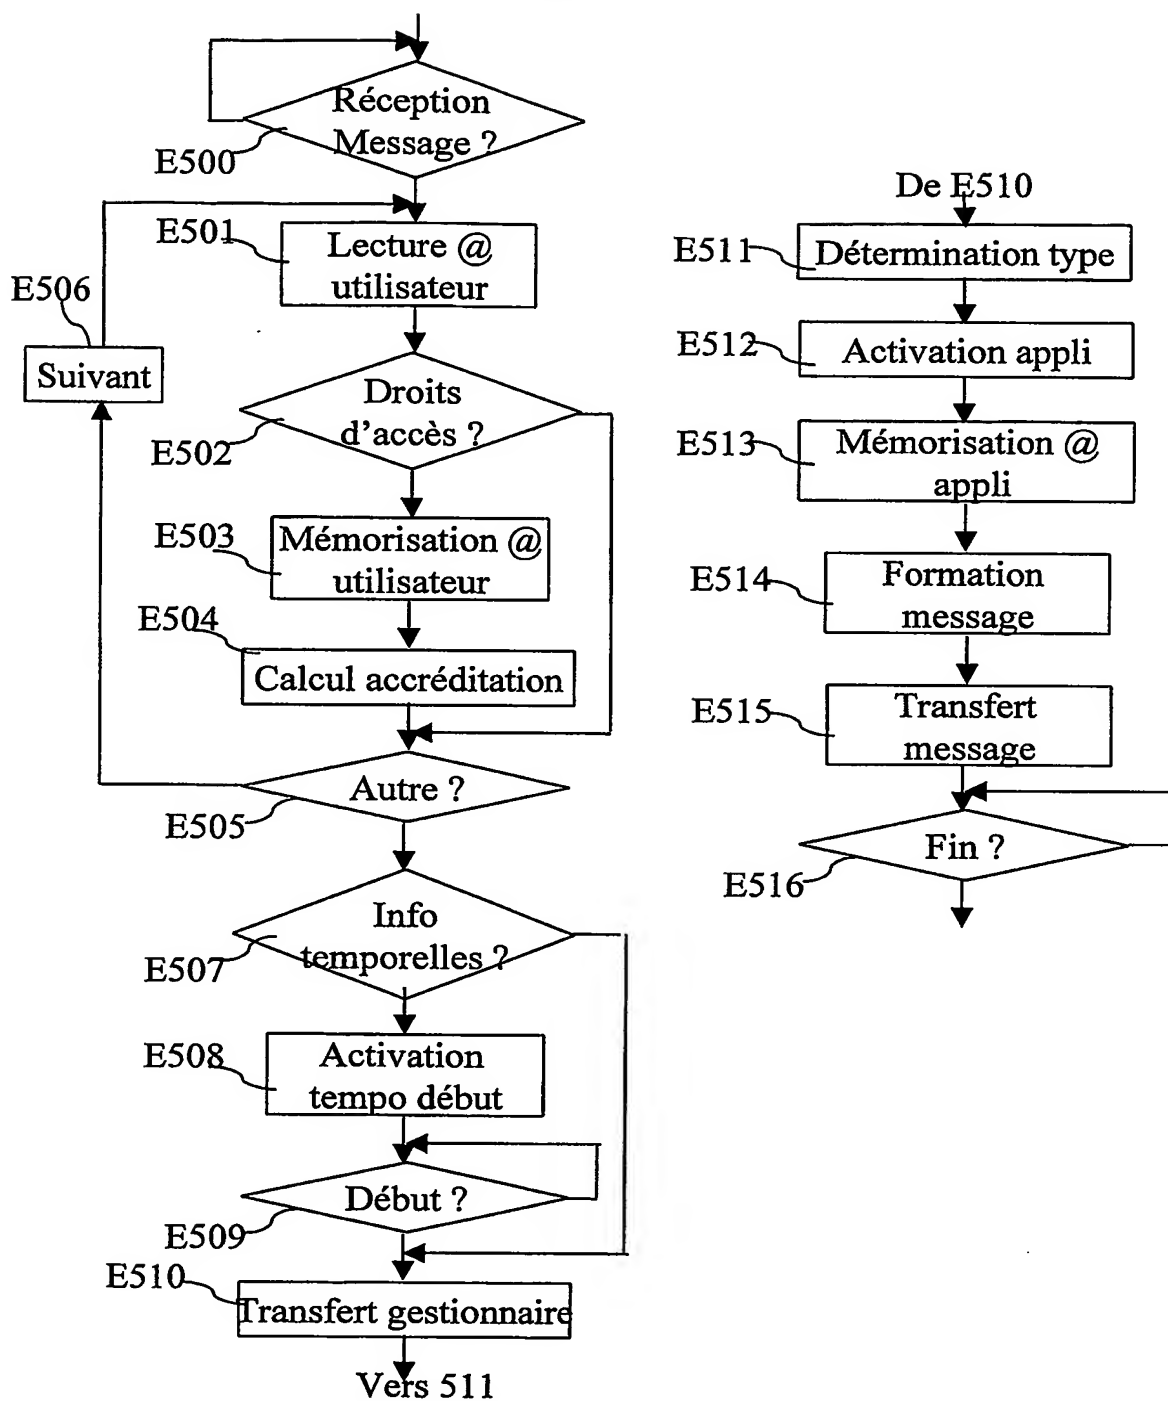 Réception
Message ?
E500
E501
Lecture @
utilisateur
E506
Suivant
Droits
d'accès ?
E502
E503
Mémorisation @
utilisateur
E504
Calcul accréditation
Autre ?
E505
Info
temporelles ?
E507
E508
Activation
tempo début
Début ?
E509
E510
Transfert gestionnaire
Vers 511
De E510
E511
Détermination type
E512
Activation appli
E513
Mémorisation @
appli
E514
Formation
message
E515
Transfert
message
Fin ?
E516